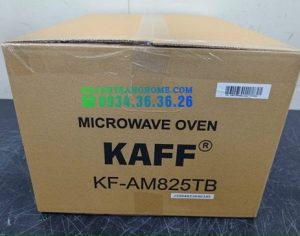 0934.36.36.26
MICROWAVE OVEN
KAFF®
KF-AM825TB